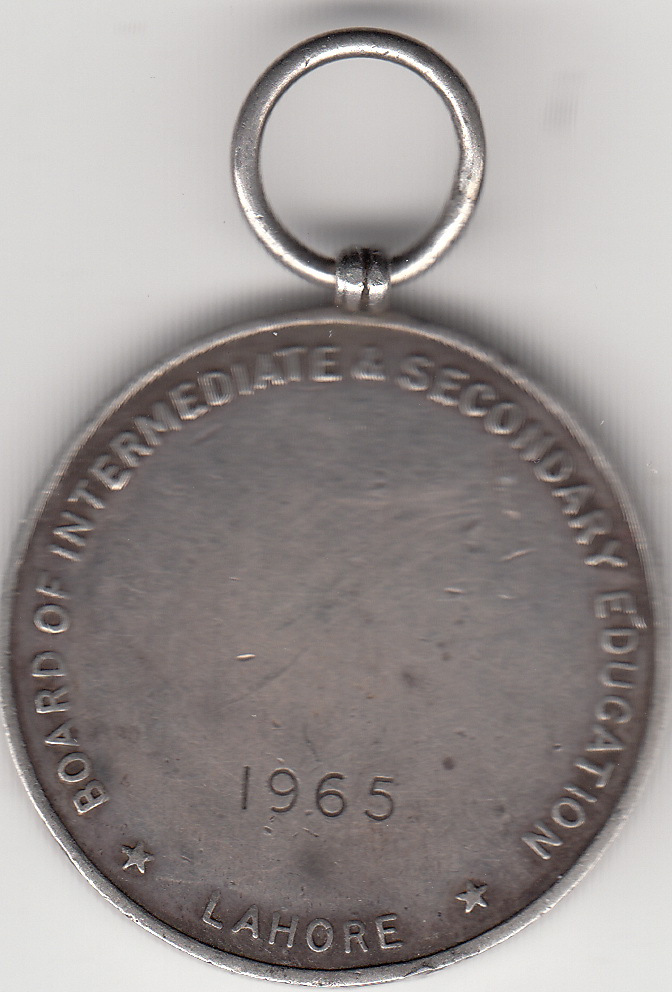 BOARD OF INTERMEDIATE & SECONDARY EDUCATION
1965
LAHORE